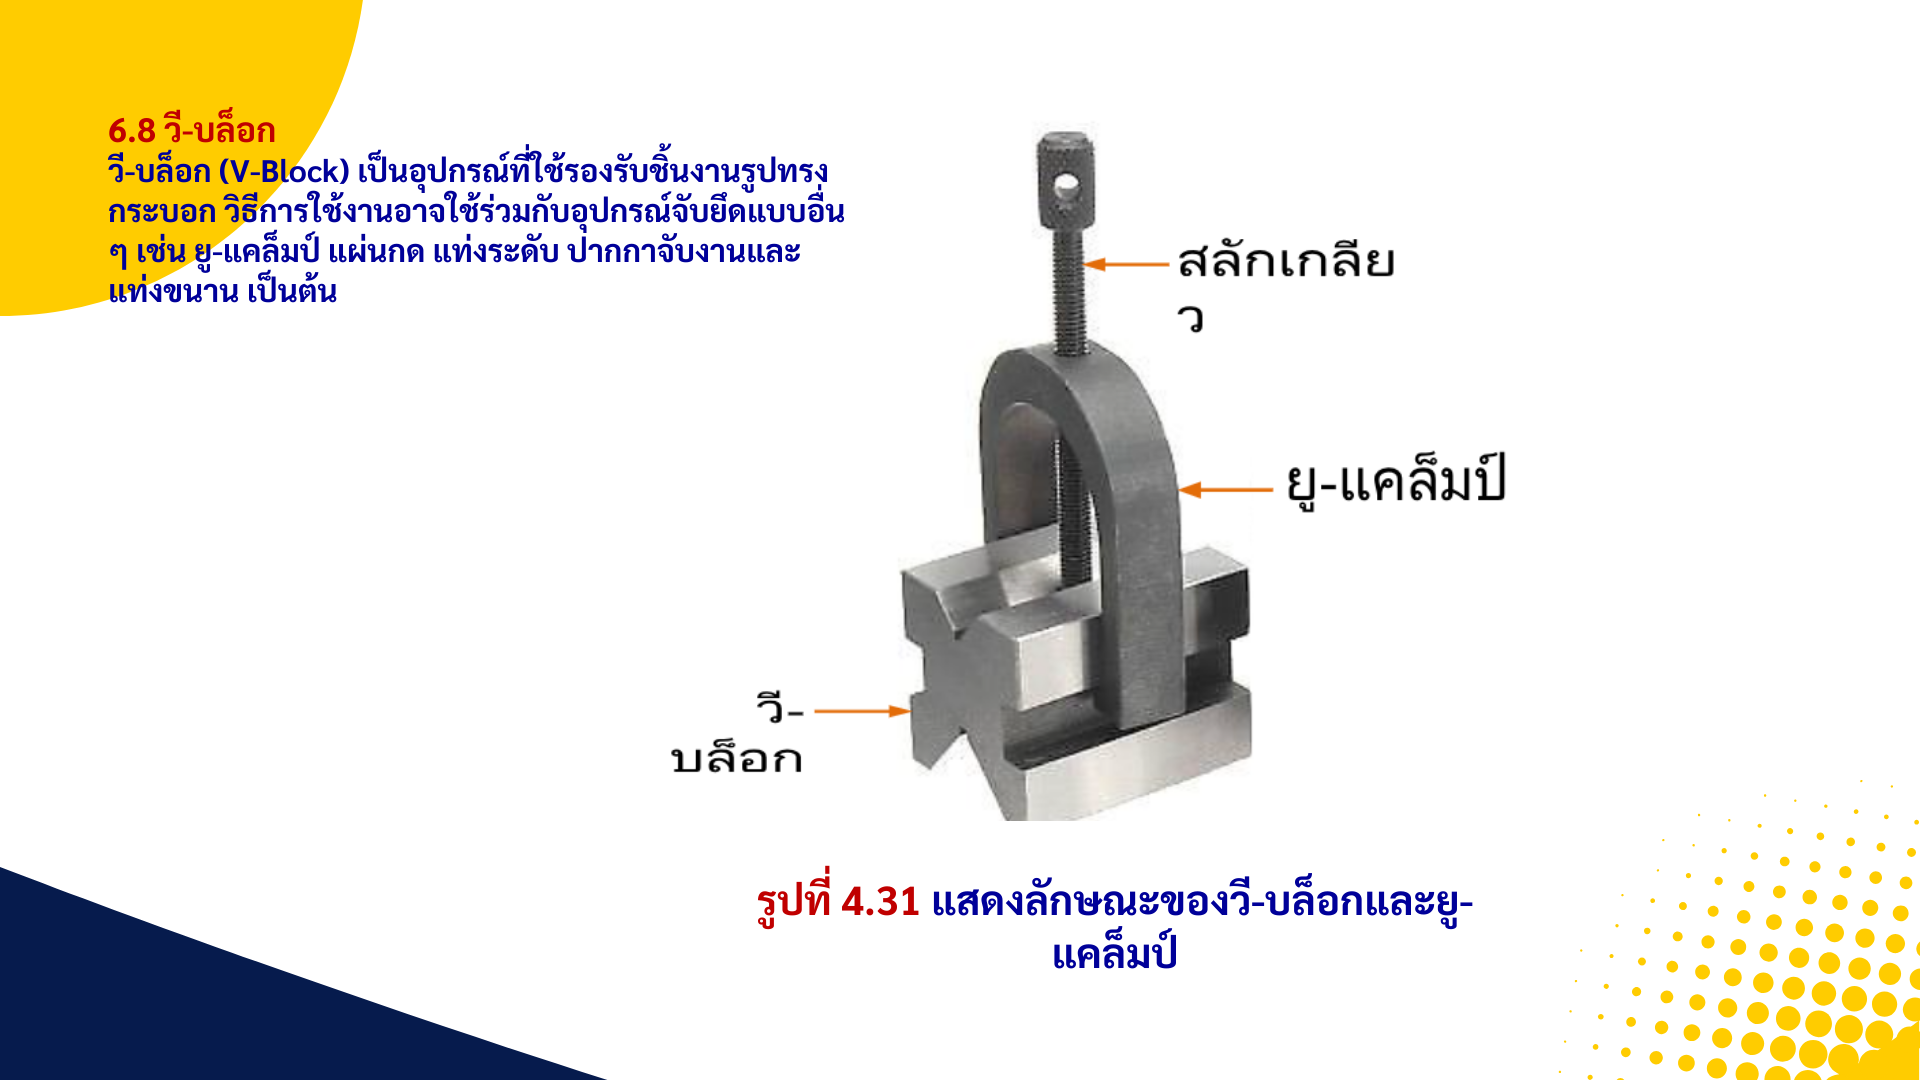 6.8 วี-บล็อก
วี-บล็อก (V-Block) เป็นอุปกรณ์ที่ใช้รองรับชิ้นงานรูปทรง
กระบอก วิธีการใช้งานอาจใช้ร่วมกับอุปกรณ์จับยึดแบบอื่น
ๆ เช่น ยู-แคล็มป์ แผ่นกด แท่งระดับ ปากกาจับงานและ
แท่งขนาน เป็นต้น
สลักเกลีย
ว
ยู-แคล็มป์
วี-
บล็อก
รูปที่ 4.31 แสดงลักษณะของวี-บล็อกและยู-
แคล็มป์